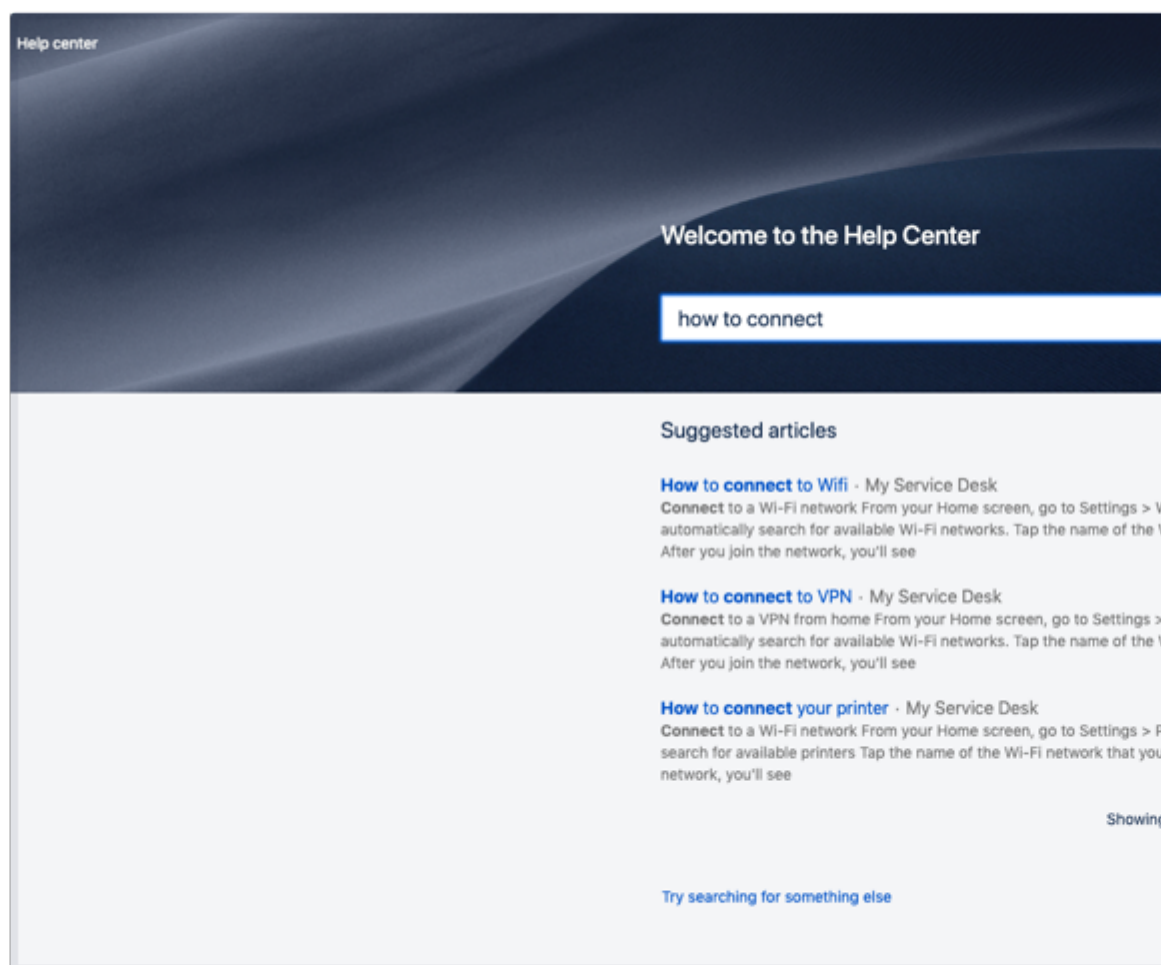 Help center
Welcome to the Help Center
how to connect
Suggested articles
How to connect to Wifi · My Service Desk
Connect to a Wi-Fi network From your Home screen, go to Settings >
automatically search for available Wi-Fi networks. Tap the name of the
After you join the network, you'll see
How to connect to VPN · My Service Desk
Connect to a VPN from home From your Home screen, go to Settings >
automatically search for available Wi-Fi networks. Tap the name of the
After you join the network, you'll see
How to connect your printer · My Service Desk
Connect to a Wi-Fi network From your Home screen, go to Settings >
search for available printers Tap the name of the Wi-Fi network that you
network, you'll see
Showing
Try searching for something else